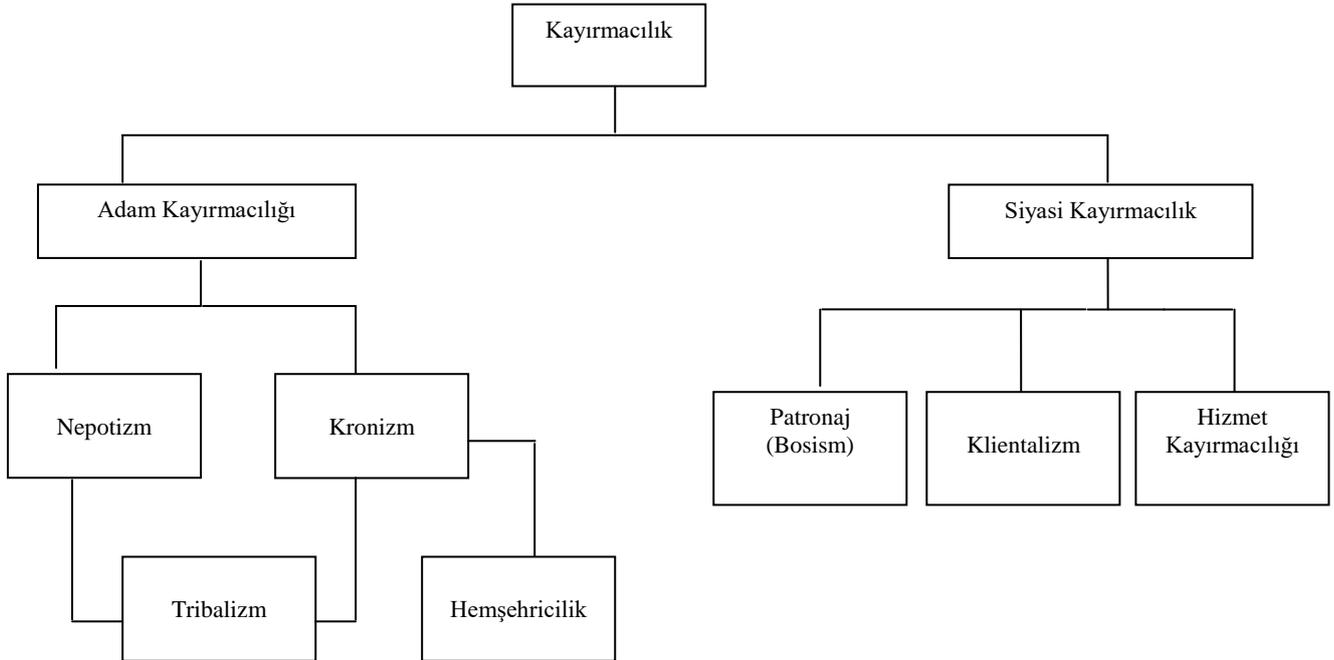 Kayırmacılık
Adam Kayırmacılığı
Siyasi Kayırmacılık
Nepotizm
Kronizm
Patronaj
(Bosism)
Klientalizm
Hizmet
Kayırmacılığı
Tribalizm
Hemşehricilik